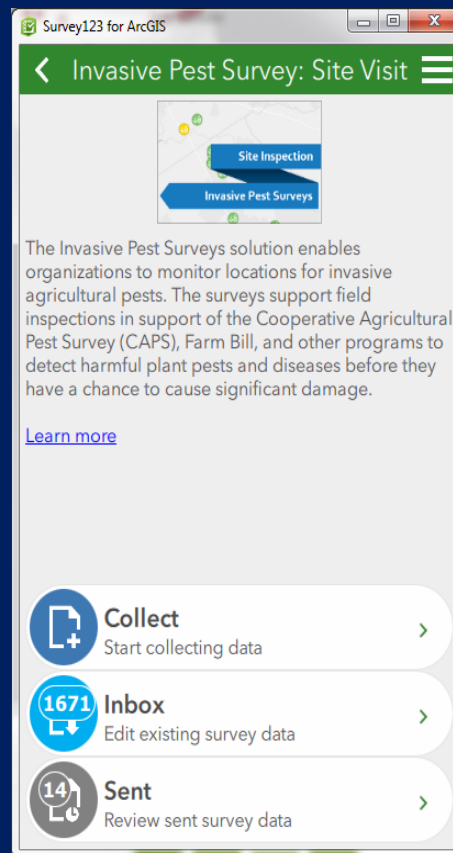 Survey123 for ArcGIS
Invasive Pest Survey: Site Visit
Site Inspection
Invasive Pest Surveys
The Invasive Pest Surveys solution enables
organizations to monitor locations for invasive
agricultural pests. The surveys support field
inspections in support of the Cooperative Agricultural
Pest Survey (CAPS), Farm Bill, and other programs to
detect harmful plant pests and diseases before they
have a chance to cause significant damage.
Learn more
Collect
Start collecting data
1671
Inbox
Edit existing survey data
14
Sent
Review sent survey data